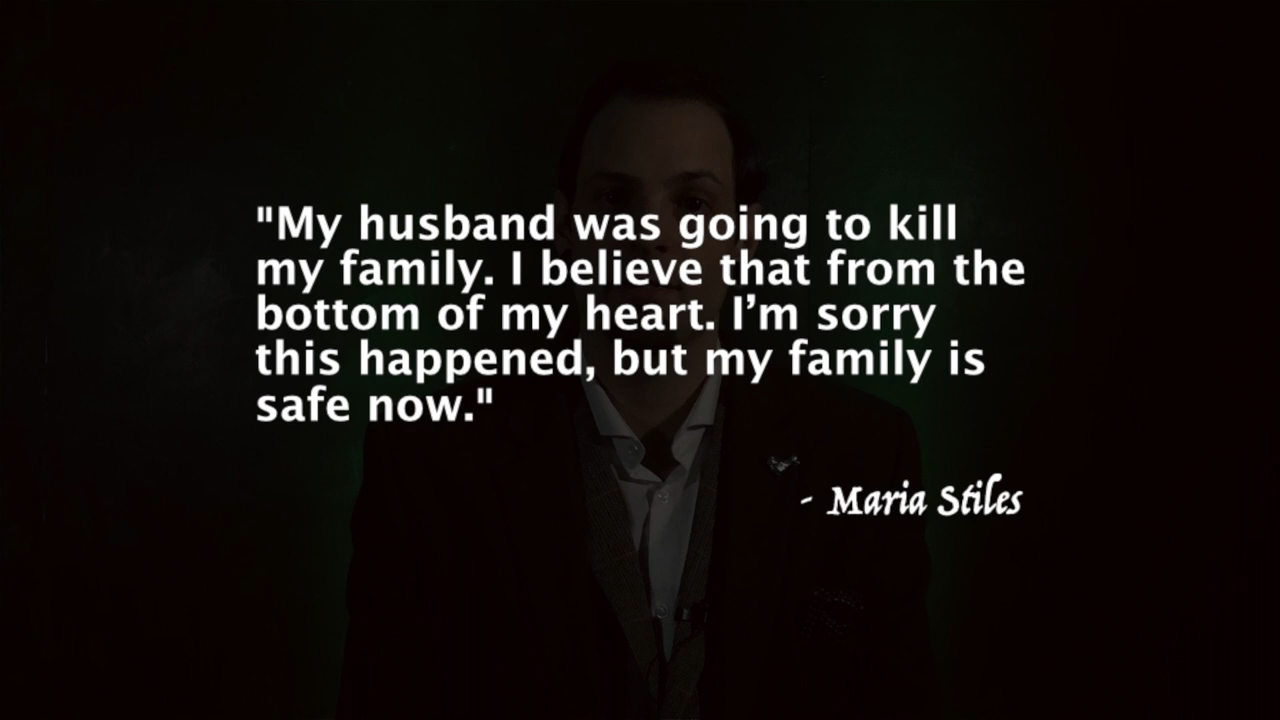 "My husband was going to kill
my family. I believe that from the
bottom of my heart. I’m sorry
this happened, but my family is
safe now."
- Maria Stiles